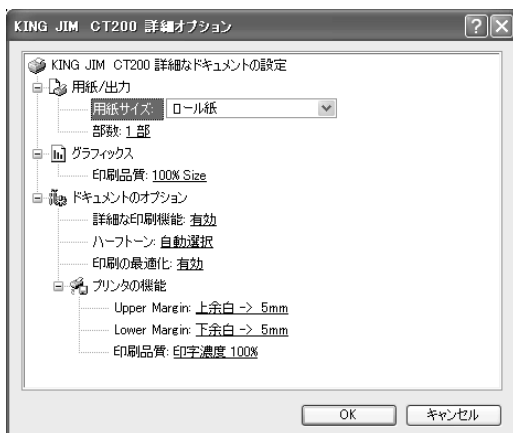 KING JIM CT200 詳細オプション
KING JIM CT200 詳細なドキュメントの設定
用紙/出力
用紙サイズ: ロール紙
部数: 1 部
グラフィックス
印刷品質: 100% Size
ドキュメントのオプション
詳細な印刷機能: 有効
ハーフトーン: 自動選択
印刷の最適化: 有効
プリンタの機能
Upper Margin: 上余白 -> 5mm
Lower Margin: 下余白 -> 5mm
印刷品質: 印字濃度 100%
OK キャンセル